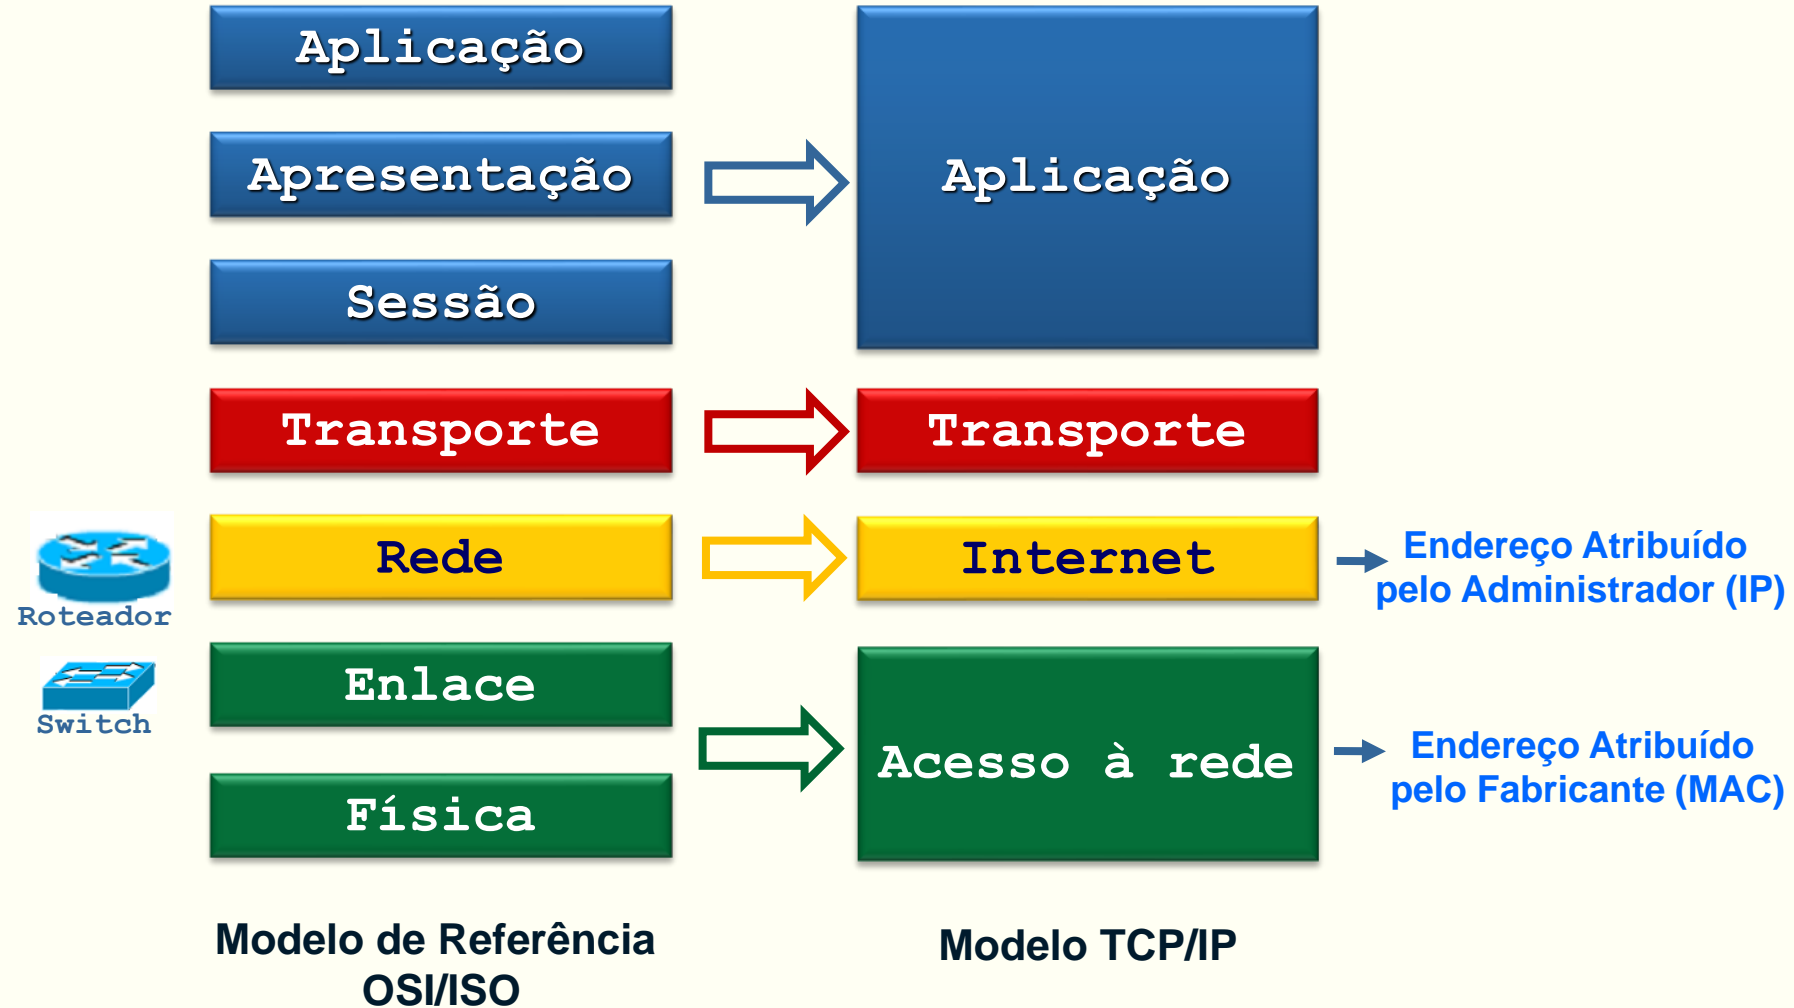 Aplicação
Apresentação
Aplicação
Sessão
Transporte
Transporte
Rede
Internet
Endereço Atribuído
pelo Administrador (IP)
Roteador
Enlace
Switch
Acesso à rede
Endereço Atribuído
pelo Fabricante (MAC)
Física
Modelo de Referência
OSI/ISO
Modelo TCP/IP